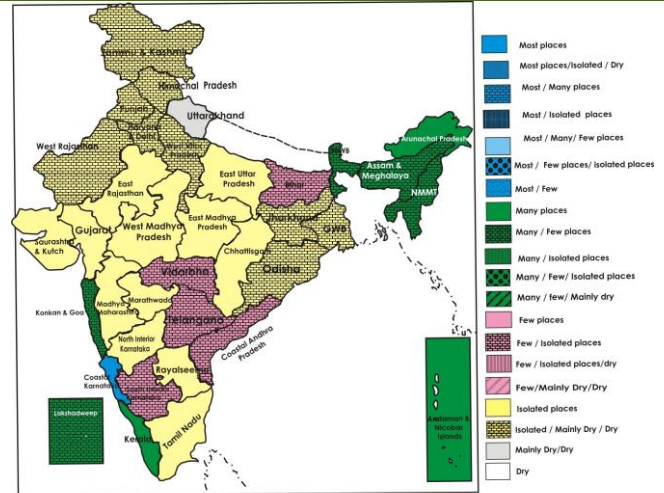 Jammu & Kashmir
Himachal Pradesh
Punjab
Uttarakhand
& Delhi
West Uttar
Pradesh
West Rajasthan
East
Rajasthan
East Uttar
Pradesh
Bihar
Arunachal Pradesh
Assam &
Meghalaya
NMMT
Jharkhand
GWB
Gujarat
Saurashtra
& Kutch
West Madhya
Pradesh
East Madhya
Pradesh
Chhattisgarh
Odisha
Vidarbha
Marathwada
Madhya
Maharashtra
Konkan & Goa
Telangana
Coastal Andhra
Pradesh
North Interior
Karnataka
Rayalseema
Coastal
Karnataka
Lakshadweep
Kerala
Tamil Nadu
Andaman &
Nicobar
Islands
Most places
Most places/Isolated / Dry
Most / Many places
Most / Isolated places
Most / Many/ Few places
Most / Few places/ Isolated places
Most / Few
Many places
Many / Few places
Many / Isolated places
Many / Few/ Isolated places
Many / few/ Mainly dry
Few places
Few / Isolated places
Few / Isolated places/dry
Few/Mainly Dry/Dry
Isolated places
Isolated / Mainly Dry / Dry
Mainly Dry/Dry
Dry